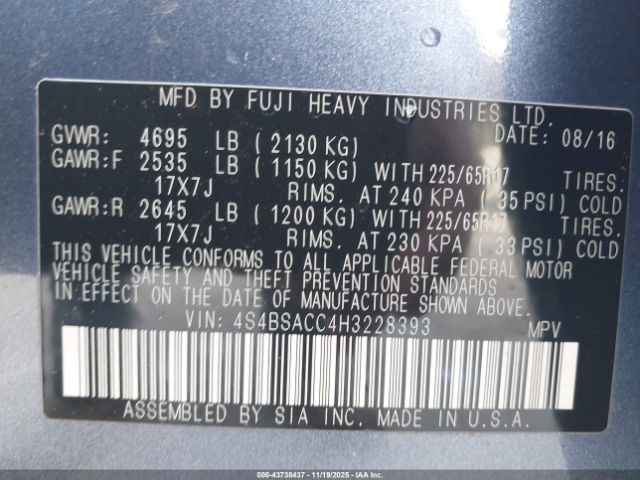 MFD BY FUJI HEAVY INDUSTRIES LTD.
DATE: 08/16
GVWR: 4695 LB (2130 KG)
GAWR:F 2535 LB (1150 KG) WITH 225/65R17 TIRES.
17X7J RIMS. AT 240 KPA (35 PSI) COLD
GAWR:R 2645 LB (1200 KG) WITH 225/65R17 TIRES.
17X7J RIMS. AT 230 KPA (33 PSI) COLD
THIS VEHICLE CONFORMS TO ALL APPLICABLE FEDERAL MOTOR
VEHICLE SAFETY AND THEFT PREVENTION STANDARDS
IN EFFECT ON THE DATE OF MANUFACTURE SHOWN ABOVE.
VIN: 4S4BSACC4H3228393 MPV
ASSEMBLED BY SIA INC. MADE IN U.S.A.
000-43738437 - 11/19/2025 - IAA Inc.